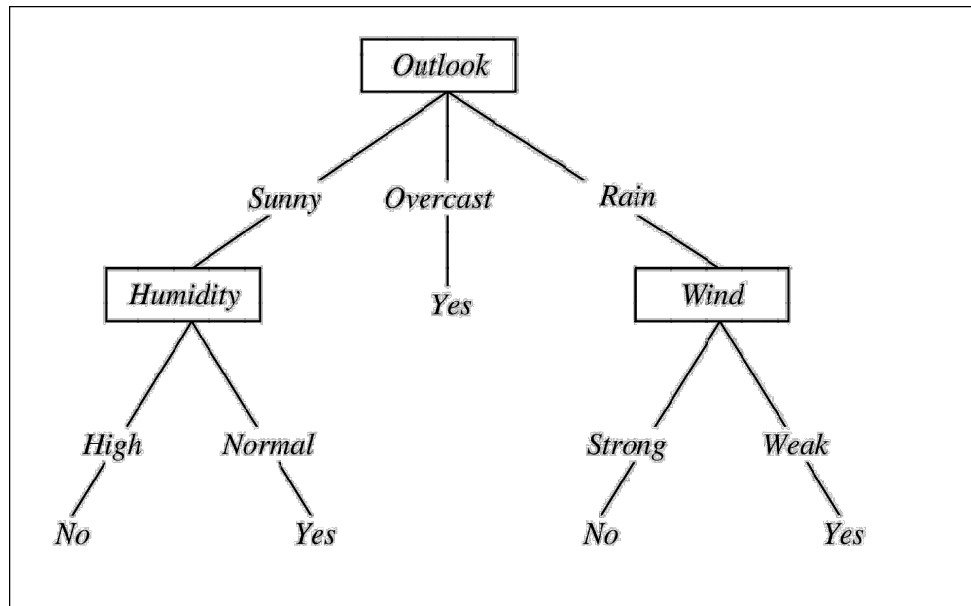 Outlook
Sunny Overcast Rain
Humidity Yes Wind
High Normal Strong Weak
No Yes No Yes